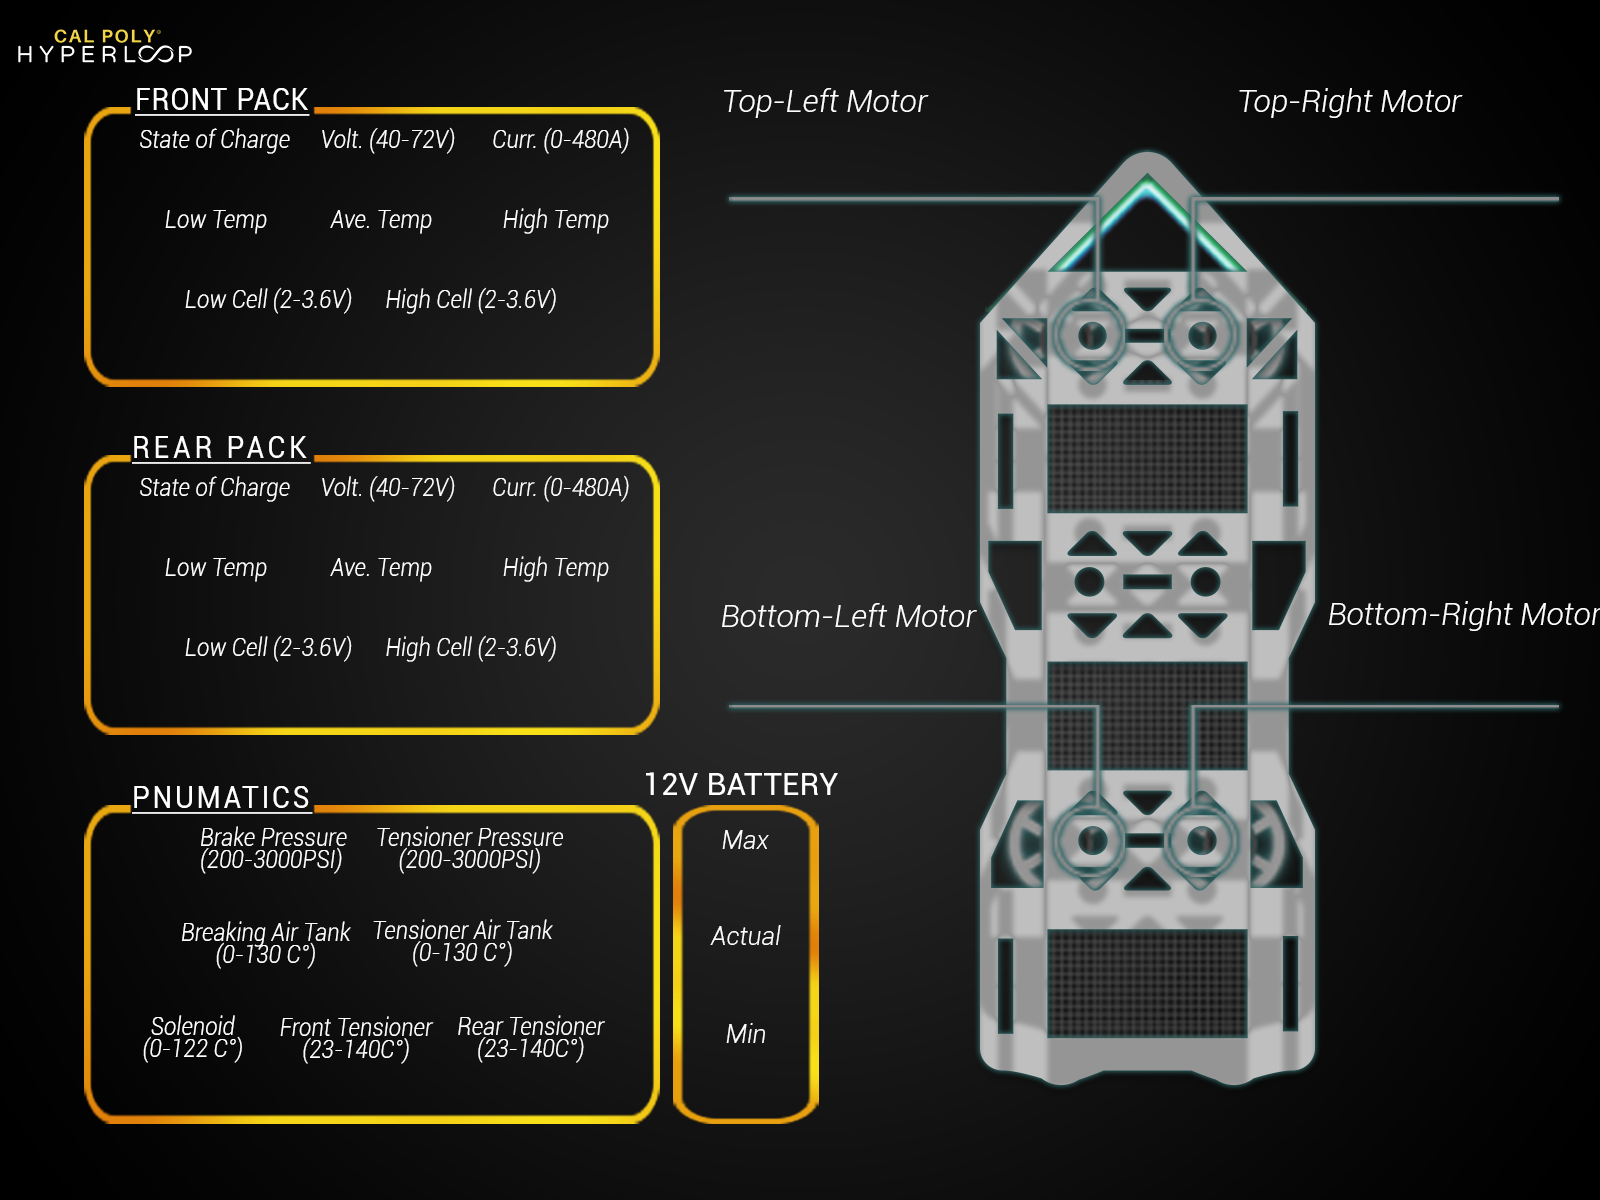 CAL POLY®
HYPERLOOP
FRONT PACK
State of Charge Volt. (40-72V) Curr. (0-480A)
Low Temp Ave. Temp High Temp
Low Cell (2-3.6V) High Cell (2-3.6V)
REAR PACK
State of Charge Volt. (40-72V) Curr. (0-480A)
Low Temp Ave. Temp High Temp
Low Cell (2-3.6V) High Cell (2-3.6V)
PNUMATICS
Brake Pressure
(200-3000PSI)
Tensioner Pressure
(200-3000PSI)
Breaking Air Tank
(0-130 C°)
Tensioner Air Tank
(0-130 C°)
Solenoid
(0-122 C°)
Front Tensioner
(23-140C°)
Rear Tensioner
(23-140C°)
12V BATTERY
Max
Actual
Min
Top-Left Motor
Top-Right Motor
Bottom-Left Motor
Bottom-Right Motor